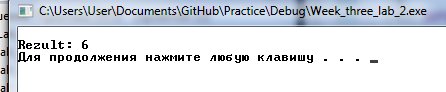 C:\Users\User\Documents\GitHub\Practice\Debug\Week_three_lab_2.exe
Rezult: 6
Для продолжения нажмите любую клавишу . . .